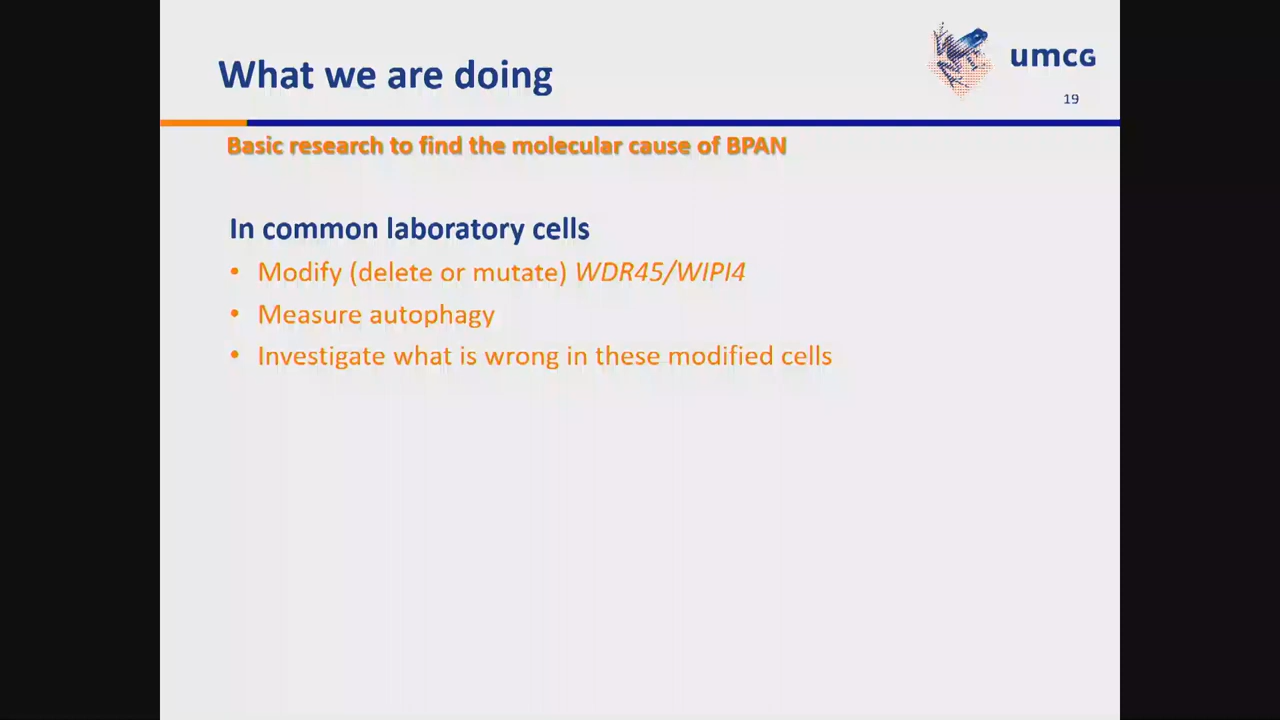 What we are doing
umcg
19
Basic research to find the molecular cause of BPAN
In common laboratory cells
• Modify (delete or mutate) WDR45/WIPI4
• Measure autophagy
• Investigate what is wrong in these modified cells